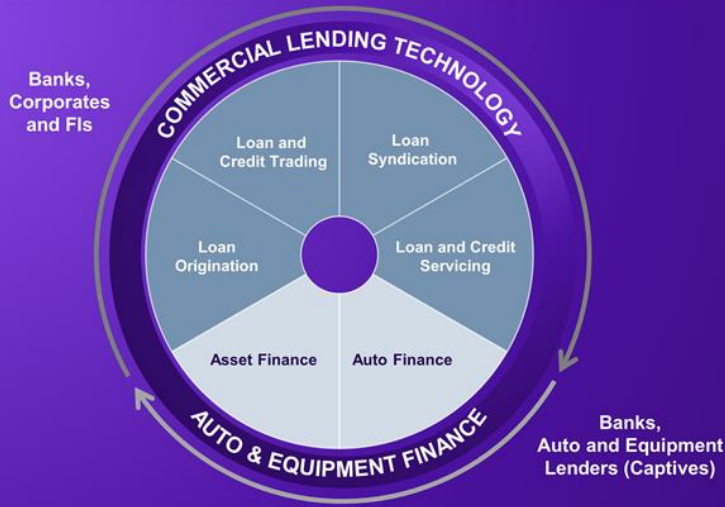 COMMERCIAL LENDING TECHNOLOGY
Banks,
Corporates
and FIs
Loan and
Credit Trading
Loan
Syndication
Loan
Origination
Loan and Credit
Servicing
Asset Finance
Auto Finance
AUTO & EQUIPMENT FINANCE
Banks,
Auto and Equipment
Lenders (Captives)